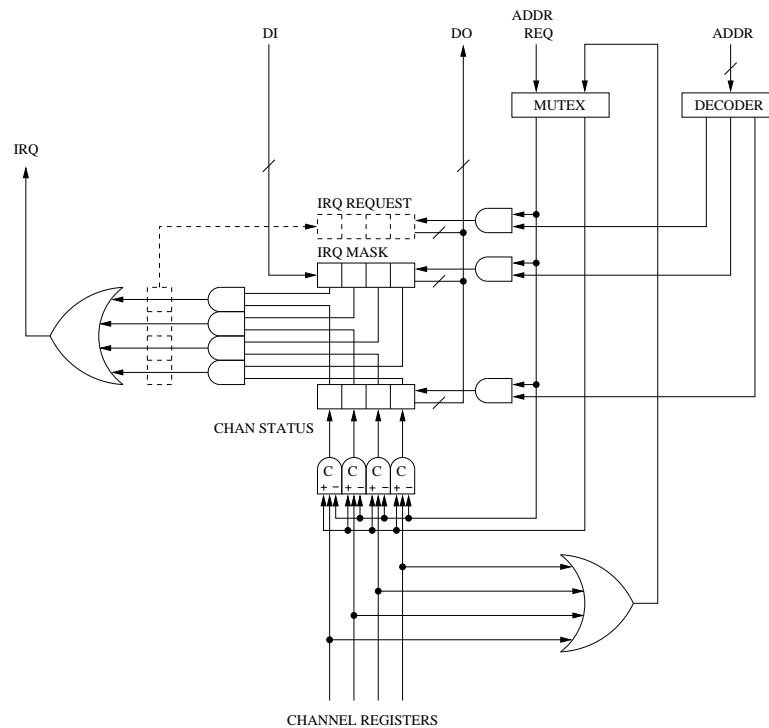 ADDR
DI DO REQ ADDR
MUTEX DECODER
IRQ
IRQ REQUEST
IRQ MASK
CHAN STATUS
C C C C
+ − + − + − + −
CHANNEL REGISTERS